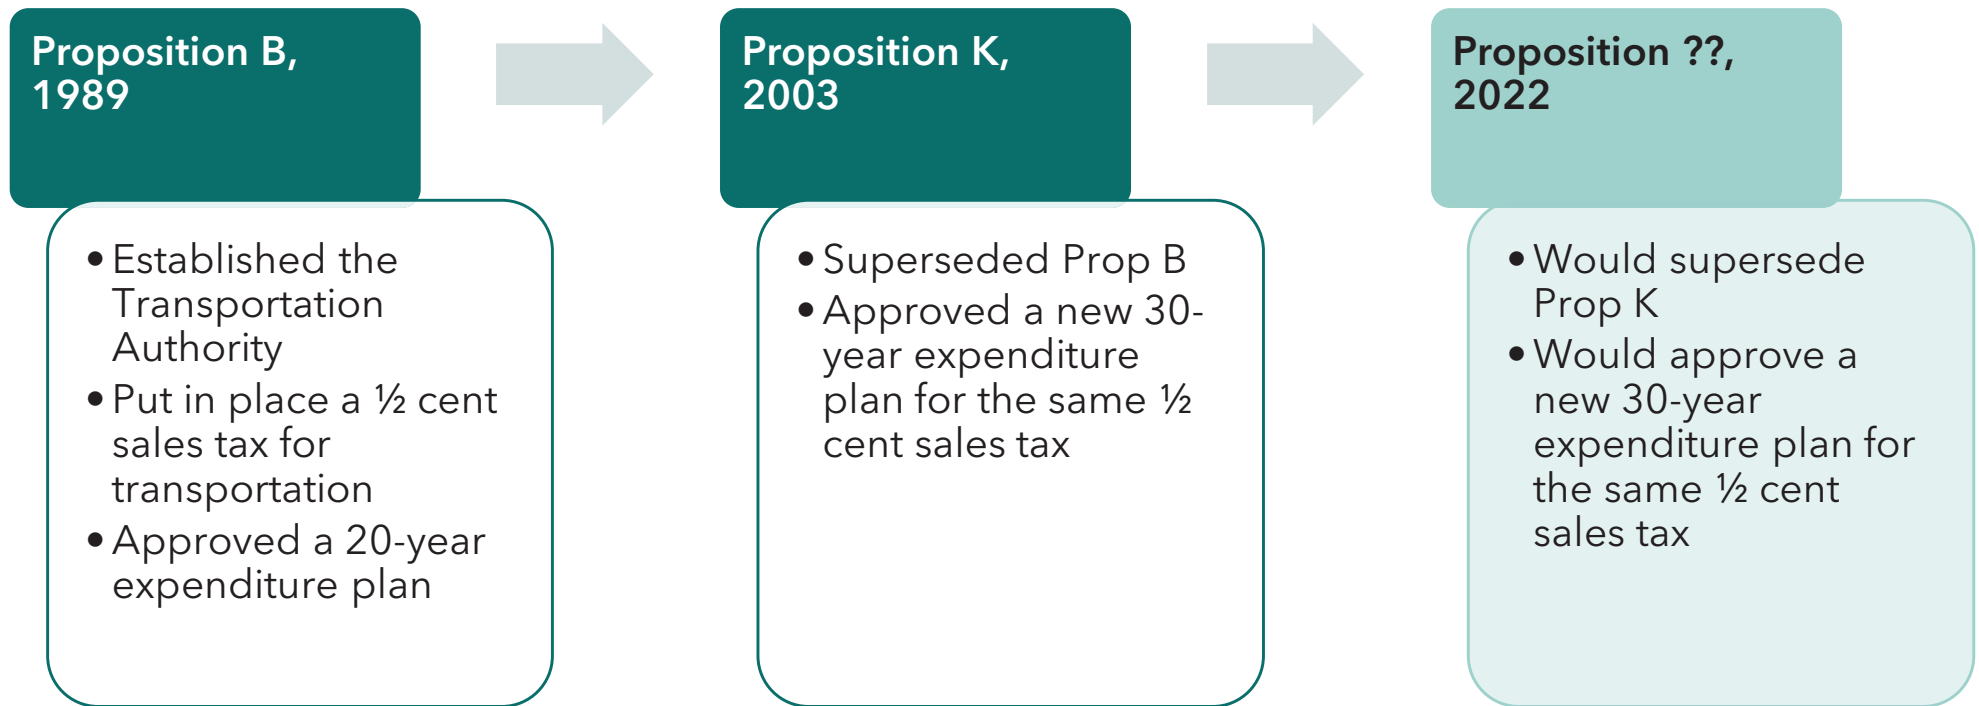 Proposition B,
1989
• Established the
Transportation
Authority
• Put in place a ½ cent
sales tax for
transportation
• Approved a 20-year
expenditure plan
Proposition K,
2003
• Superseded Prop B
• Approved a new 30-
year expenditure
plan for the same ½
cent sales tax
Proposition ??,
2022
• Would supersede
Prop K
• Would approve a
new 30-year
expenditure plan for
the same ½ cent
sales tax